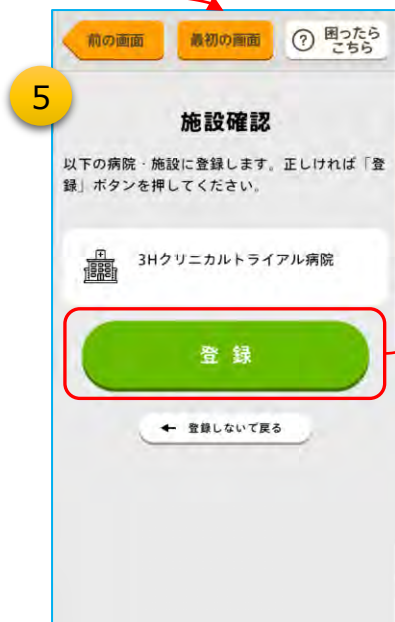 前の画面
最初の画面
? 困ったら
こちら
5
施設確認
以下の病院・施設に登録します。正しければ「登
録」ボタンを押してください。
3Hクリニカルトライアル病院
登 録
← 登録しないで戻る